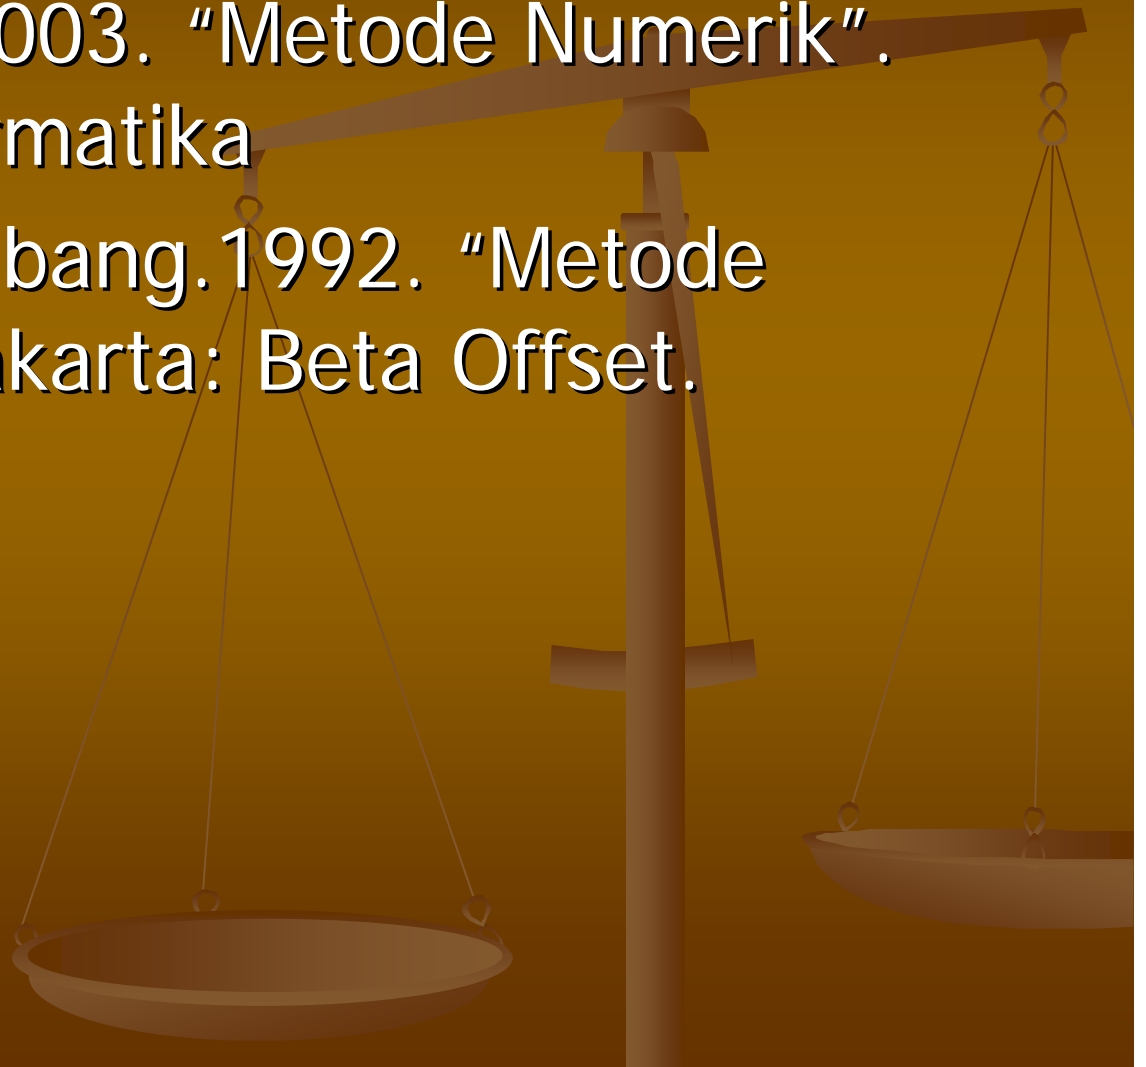 003. “Metode Numerik”.
rmatika
bang.1992. “Metode
akarta: Beta Offset.